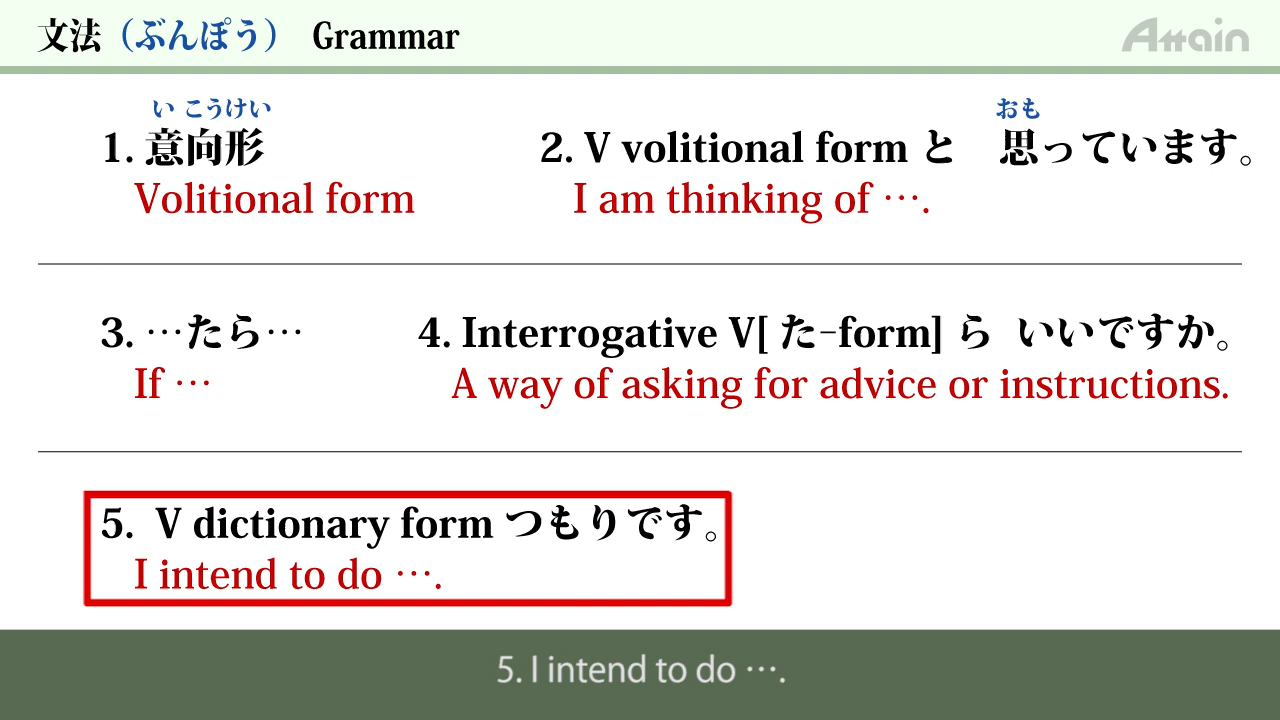 文法（ぶんぽう） Grammar
Attain
い こうけい
1. 意向形
Volitional form
おも
2. V volitional form と 思っています。
I am thinking of ….
3. …たら…
If …
4. Interrogative V[ た-form] ら いいですか。
A way of asking for advice or instructions.
5. V dictionary form つもりです。
I intend to do ….
5. I intend to do ….